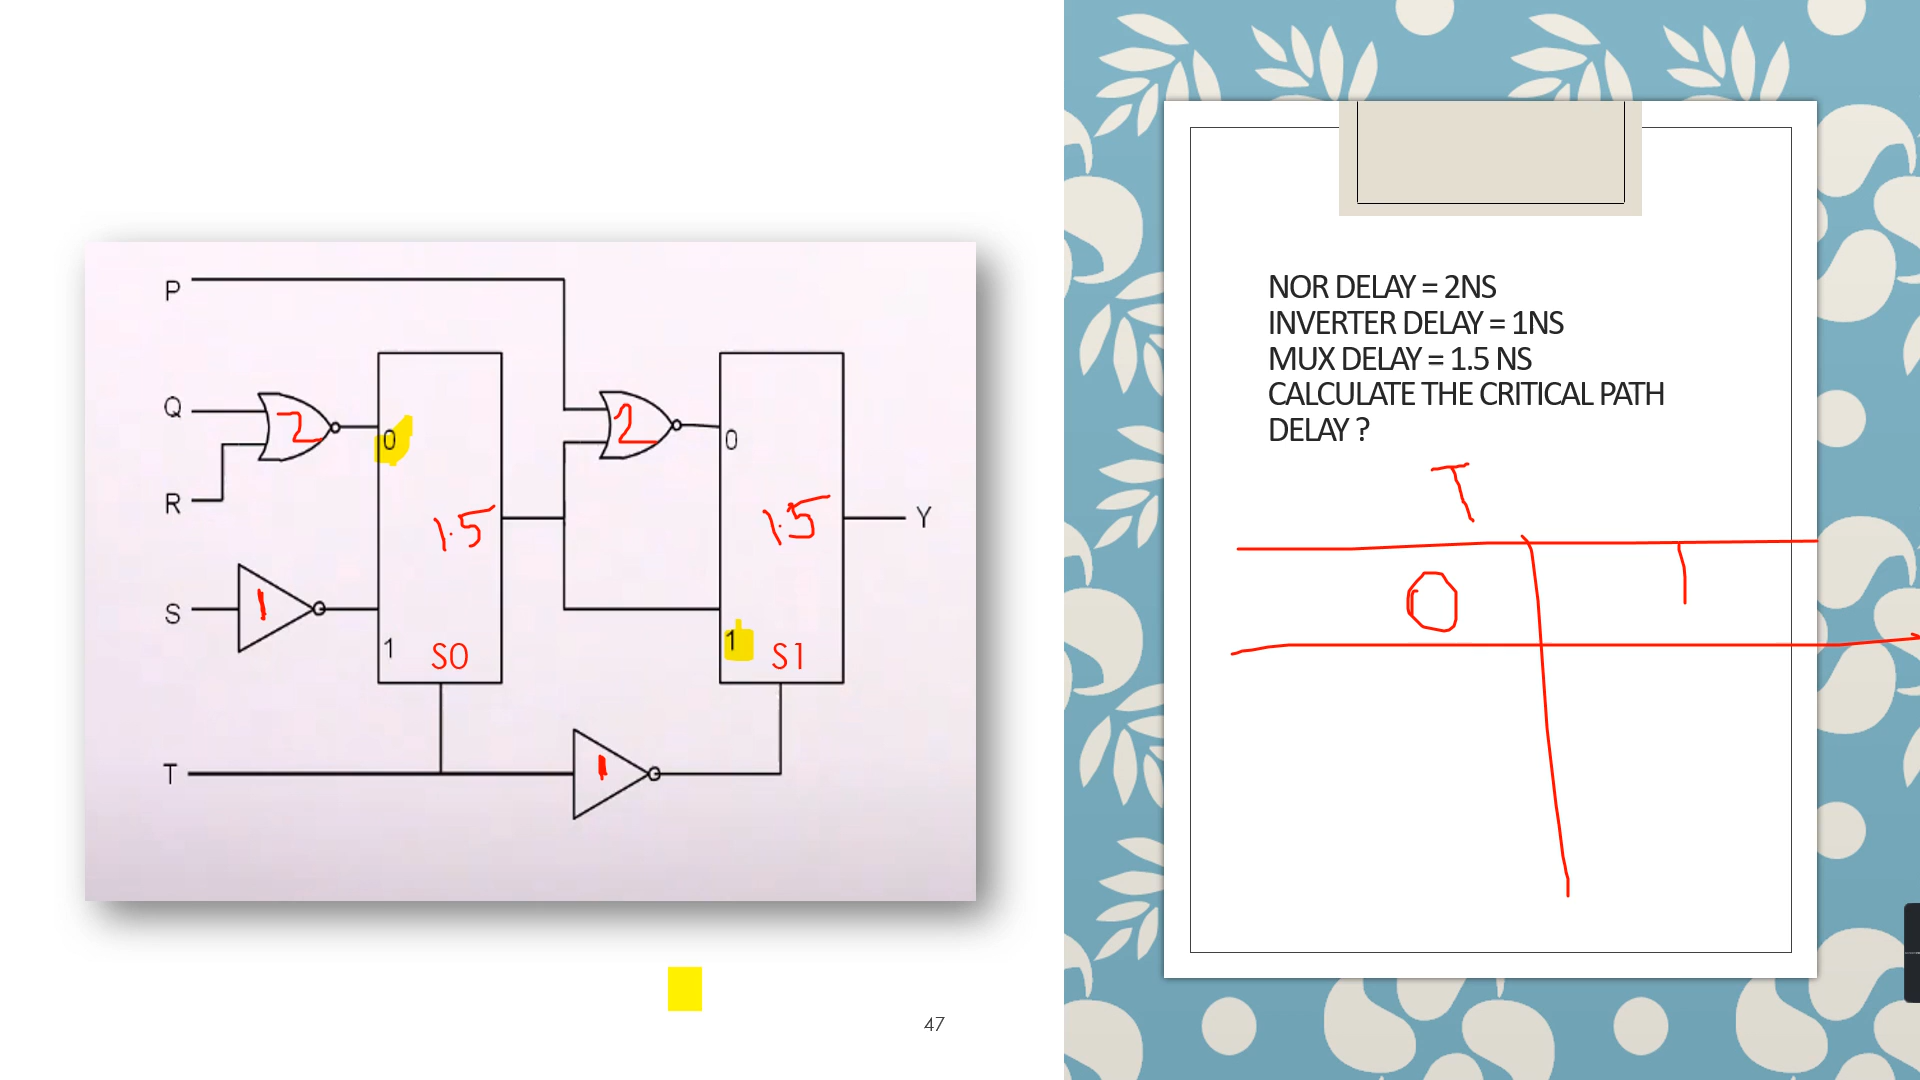 P
Q
R
S
T
2
0
1.5
1
S0
2
0
1.5
1
S1
Y
1
1
47
NOR DELAY = 2NS
INVERTER DELAY = 1NS
MUX DELAY = 1.5 NS
CALCULATE THE CRITICAL PATH
DELAY ?
T
0
1